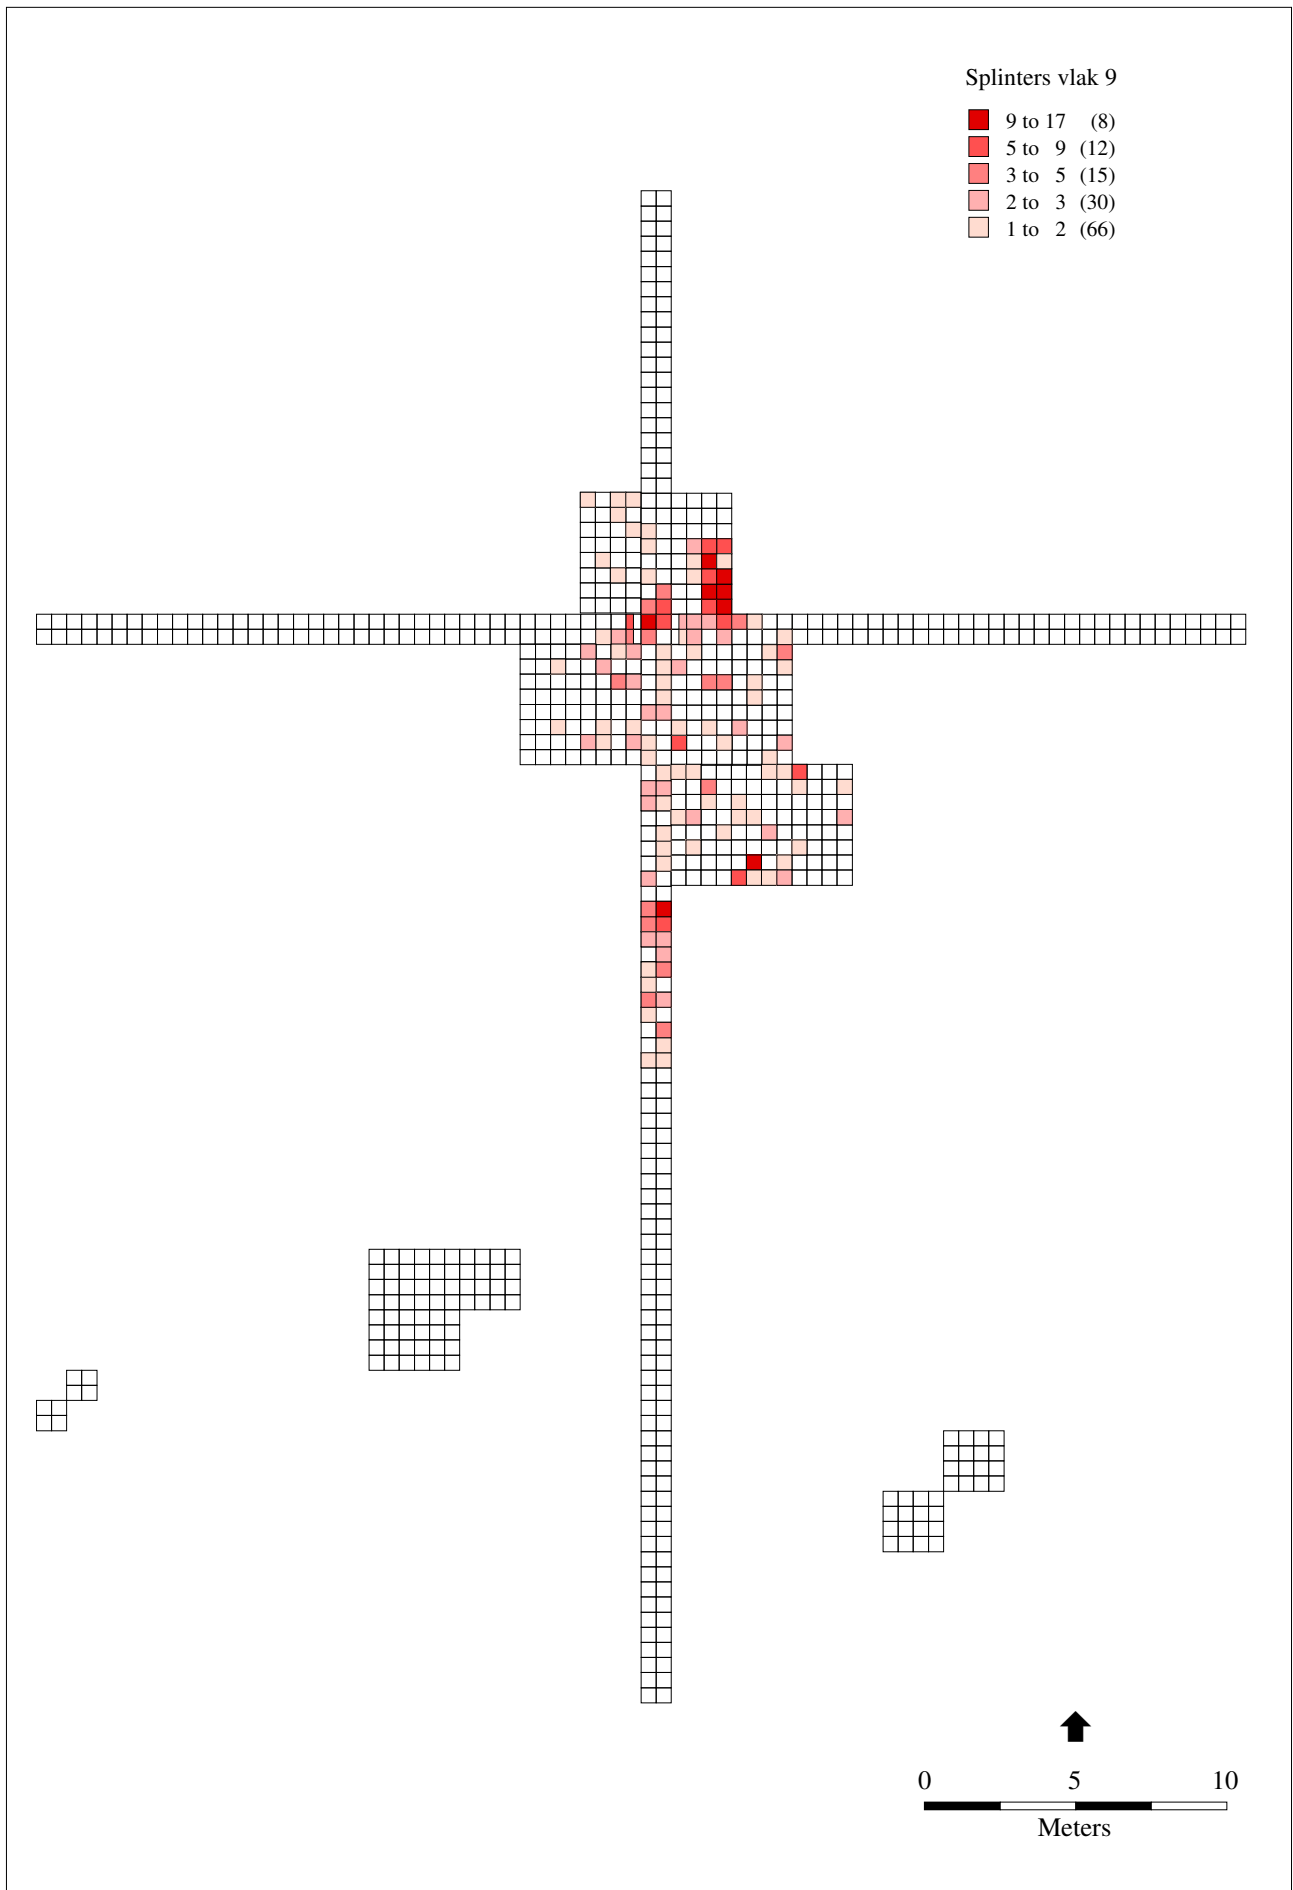 Splinters vlak 9
9 to 17 (8)
5 to 9 (12)
3 to 5 (15)
2 to 3 (30)
1 to 2 (66)
0 5 10
Meters